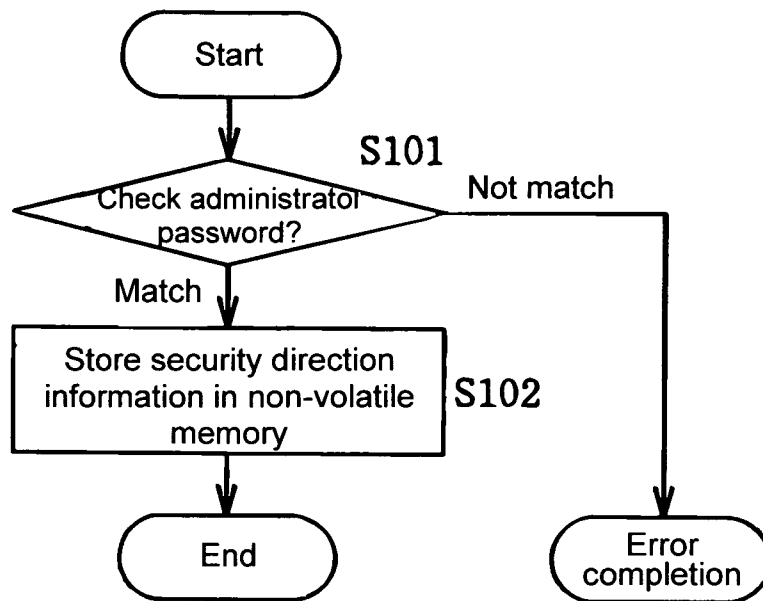 Start
S101
Check administrator
password?
Not match
Match
Store security direction
information in non-volatile
memory
S102
End
Error
completion